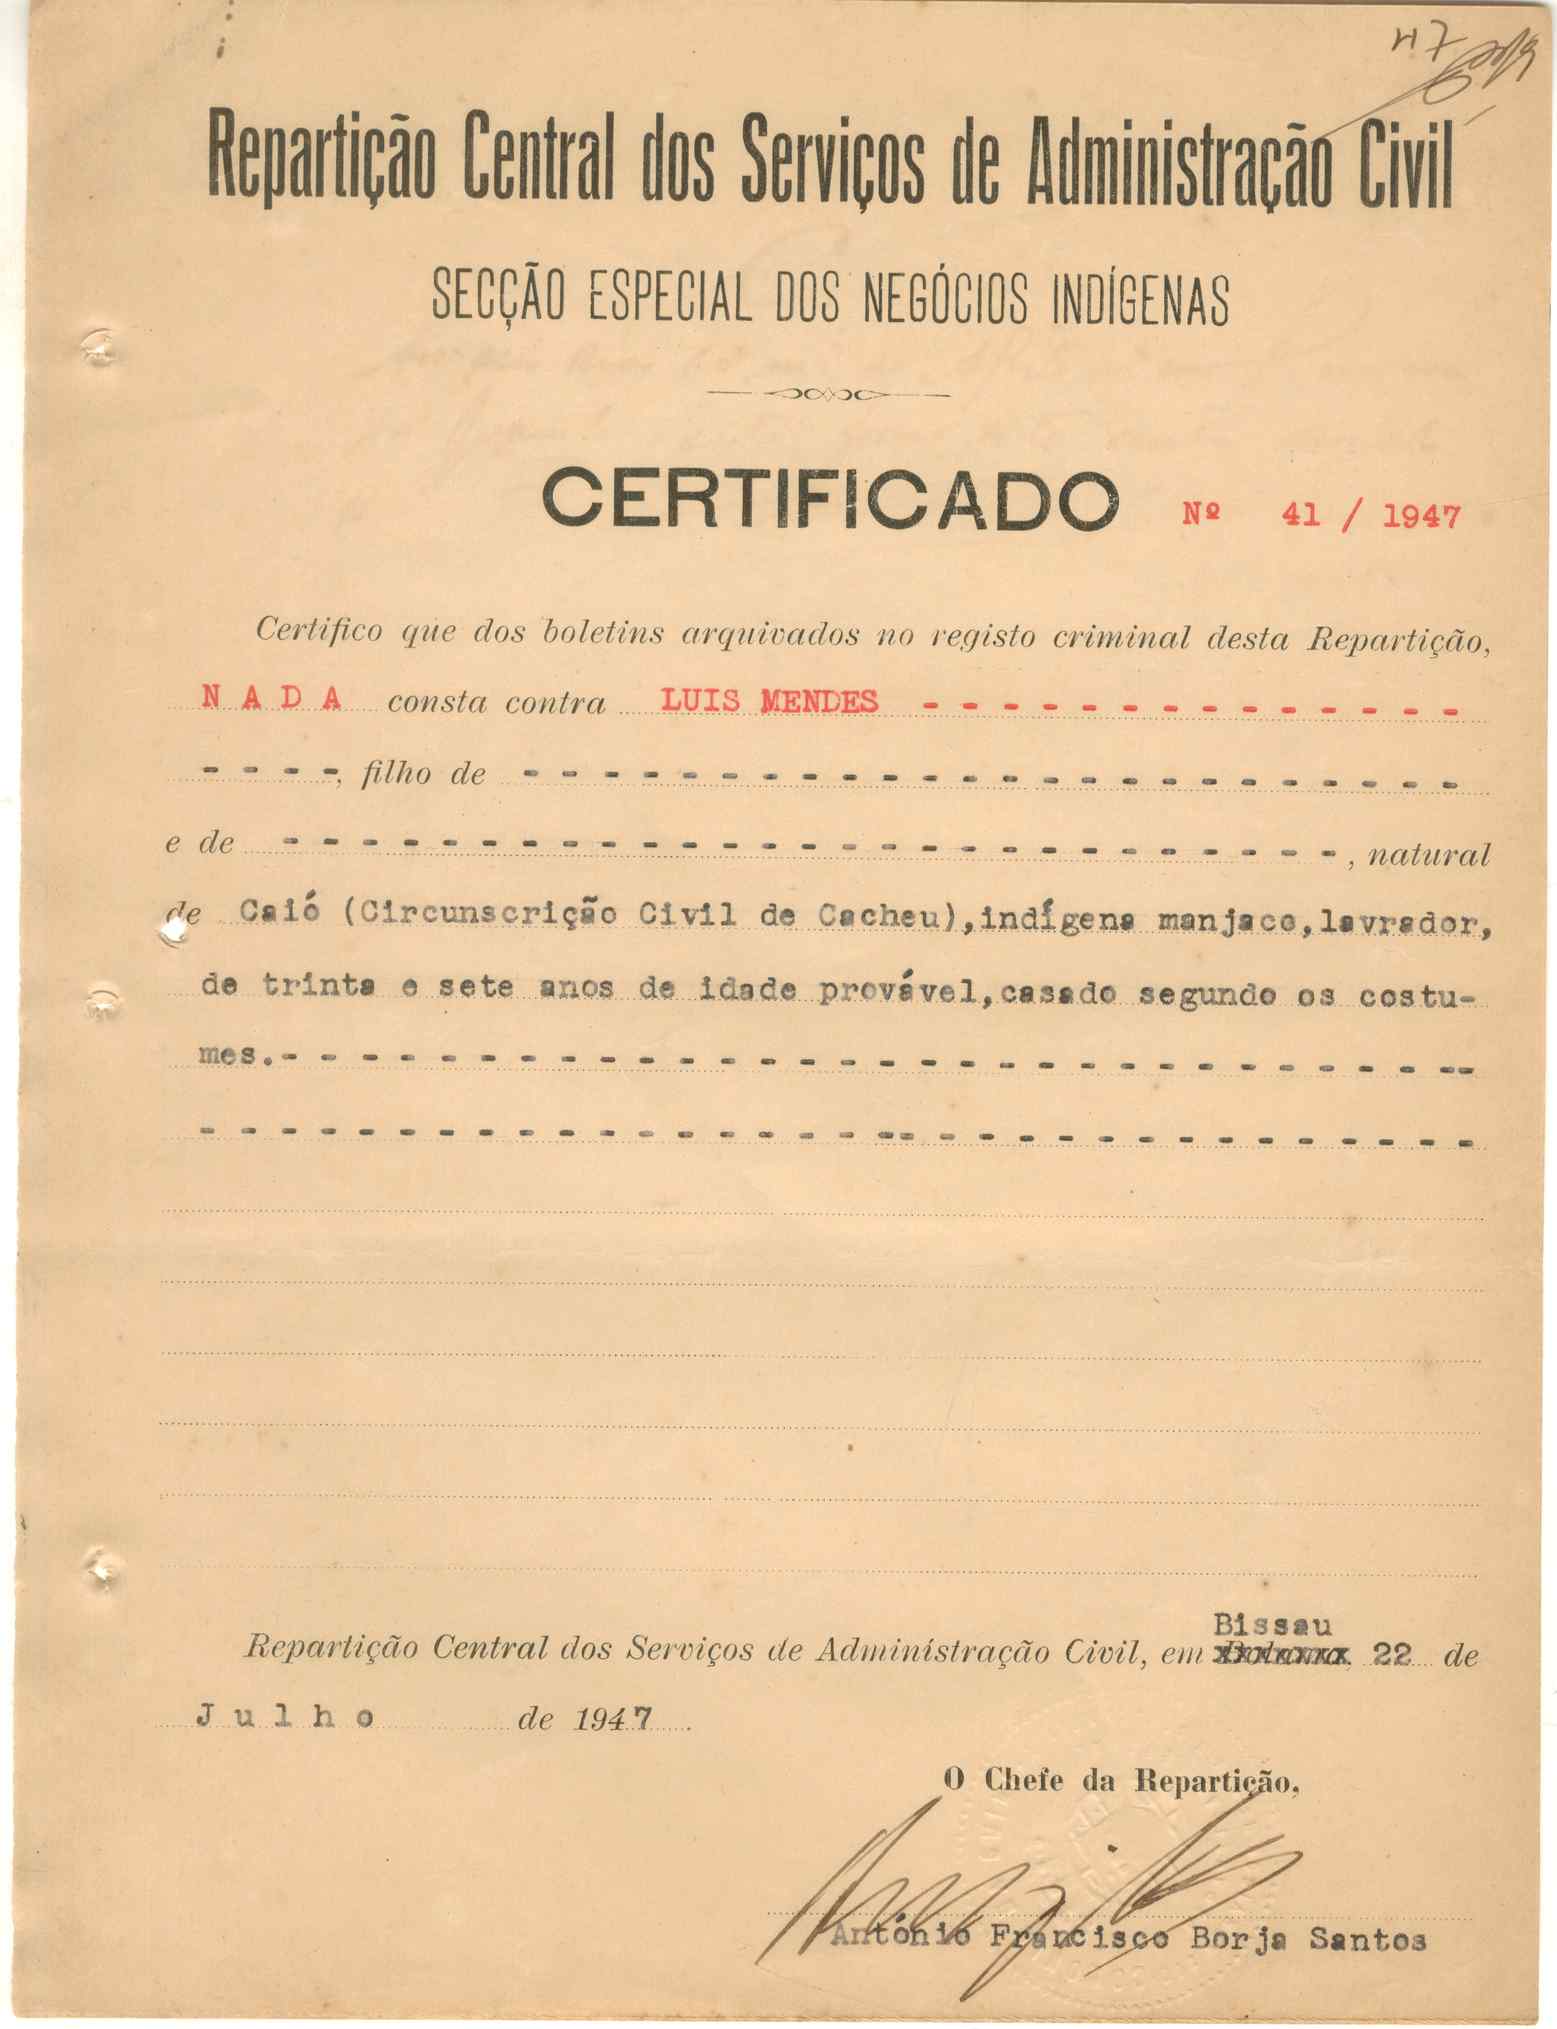 47
Repartição Central dos Serviços de Administração Civil
SECÇÃO ESPECIAL DOS NEGÓCIOS INDÍGENAS
CERTIFICADO Nº 41 / 1947
Certifico que dos boletins arquivados no registo criminal desta Repartição,
N A D A consta contra LUIS MENDES - - - - - - - - - - - - - -
- - - -, filho de - - - - - - - - - - - - - - - - - - - - - - - -
e de - - - - - - - - - - - - - - - - - - - - - - - - - - -, natural
de Caió (Circunscrição Civil de Cacheu),indígena manjaco,lavrador,
de trinta e sete anos de idade provável,casado segundo os costu-
mes.- - - - - - - - - - - - - - - - - - - - - - - - - - - - - --
- - - - - - - - - - - - - - - - - -- - - - - - - - - - - - - - -
Bissau
Repartição Central dos Serviços de Administração Civil, em Bolama, 22 de
J u l h o de 1947.
O Chefe da Repartição,
António Francisco Borja Santos